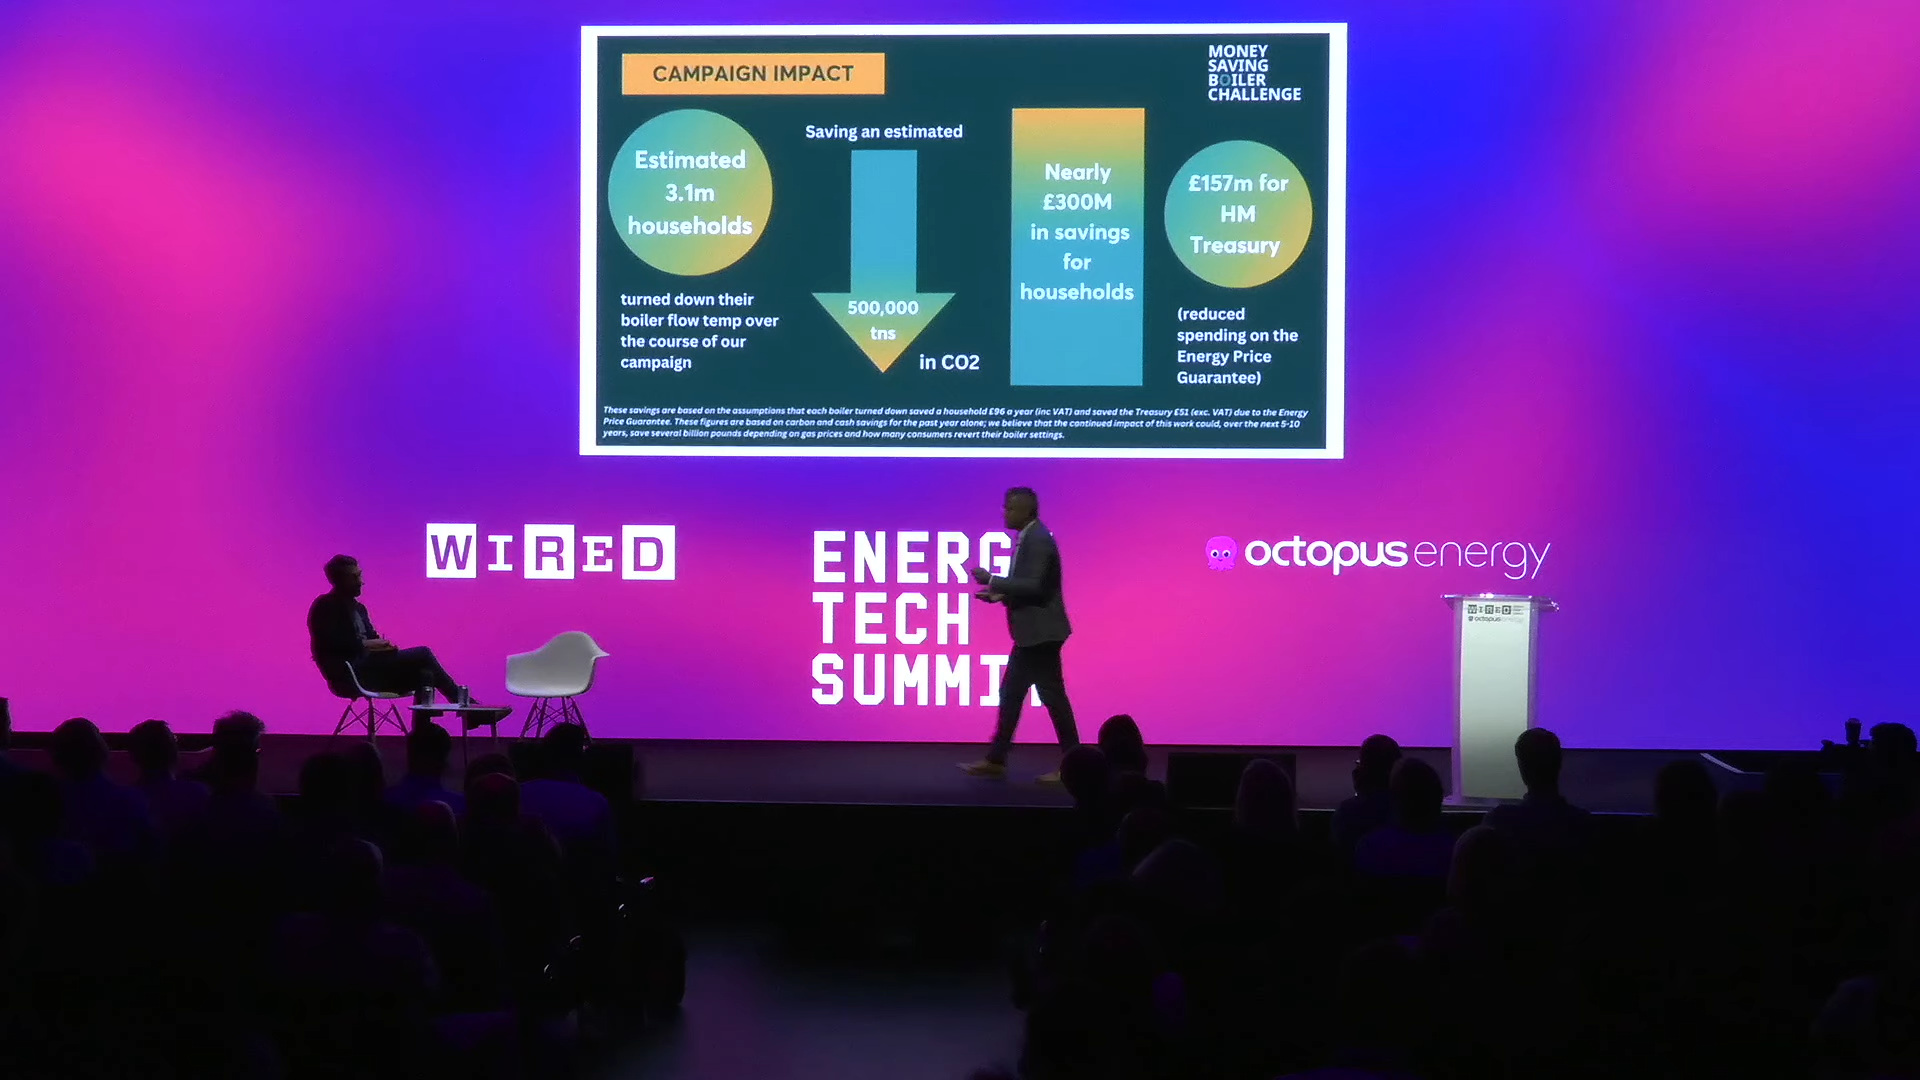 CAMPAIGN IMPACT
MONEY
SAVING
BOILER
CHALLENGE
Estimated
3.1m
households
turned down their
boiler flow temp over
the course of our
campaign
Saving an estimated
500,000
tns
in CO2
Nearly
£300M
in savings
for
households
£157m for
HM
Treasury
(reduced
spending on the
Energy Price
Guarantee)
These savings are based on the assumptions that each boiler turned down saved a household £96 a year (inc VAT) and saved the Treasury £51 (exc. VAT) due to the Energy
Price Guarantee. These figures are based on carbon and cash savings for the past year alone; we believe that the continued impact of this work could, over the next 5-10
years, save several billion pounds depending on gas prices and how many consumers revert their boiler settings.
WIRED
ENERG
TECH
SUMMI
octopus energy
WIRED
octopus energy